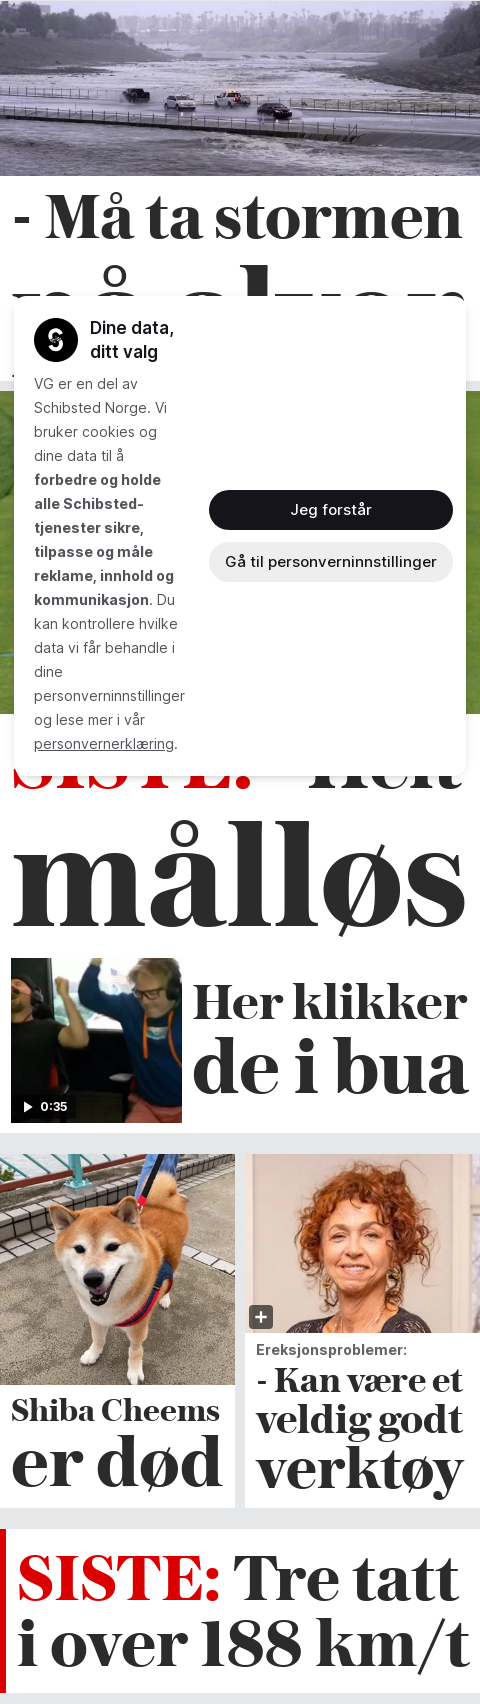 - Må ta stormen
Dine data,
ditt valg
VG er en del av
Schibsted Norge. Vi
bruker cookies og
dine data til å
forbedre og holde
alle Schibsted-
tjenester sikre,
tilpasse og måle
reklame, innhold og
kommunikasjon. Du
kan kontrollere hvilke
data vi får behandle i
dine
personverninnstillinger
og lese mer i vår
personvernerklæring.
Jeg forstår
Gå til personverninnstillinger
målløs
Her klikker
de i bua
0:35
Shiba Cheems
er død
Ereksjonsproblemer:
- Kan være et
veldig godt
verktøy
SISTE: Tre tatt
i over 188 km/t